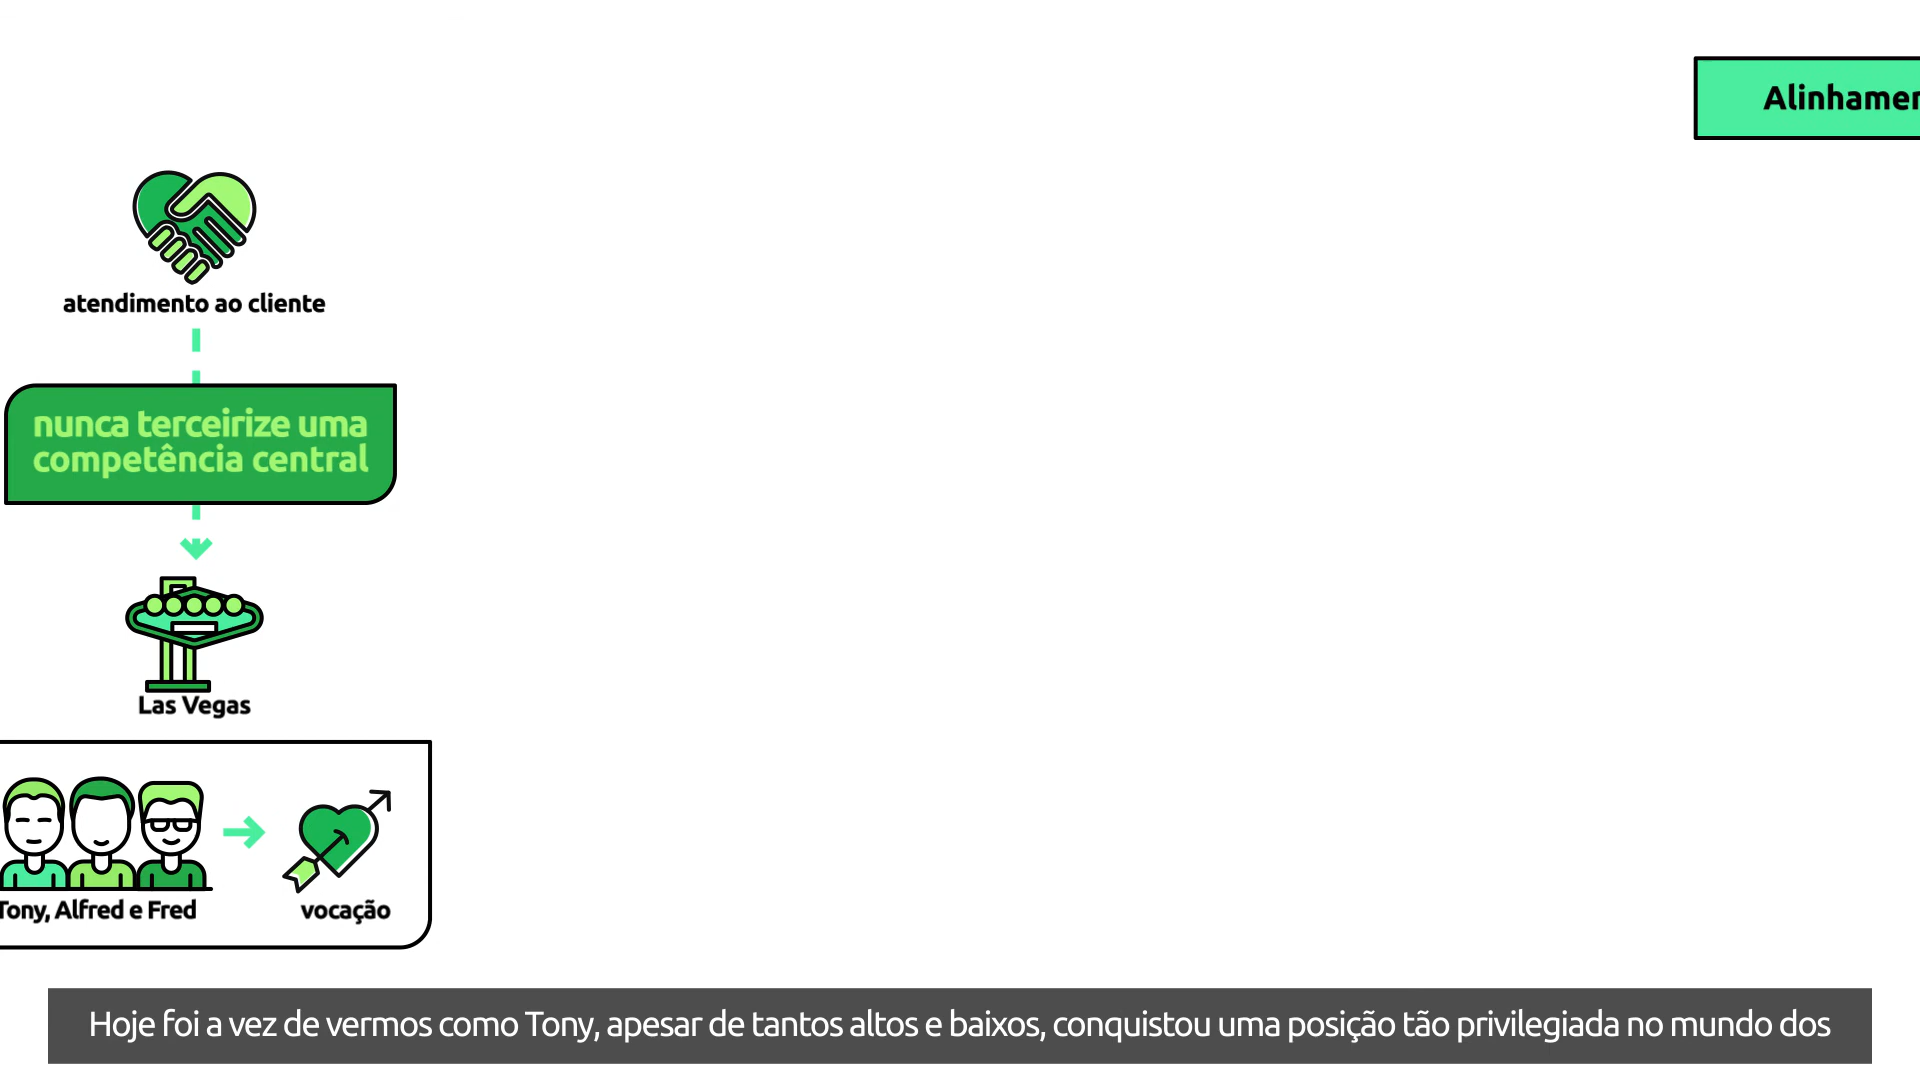 atendimento ao cliente
nunca terceirize uma
competência central
Las Vegas
Tony, Alfred e Fred
vocação
Hoje foi a vez de vermos como Tony, apesar de tantos altos e baixos, conquistou uma posição tão privilegiada no mundo dos